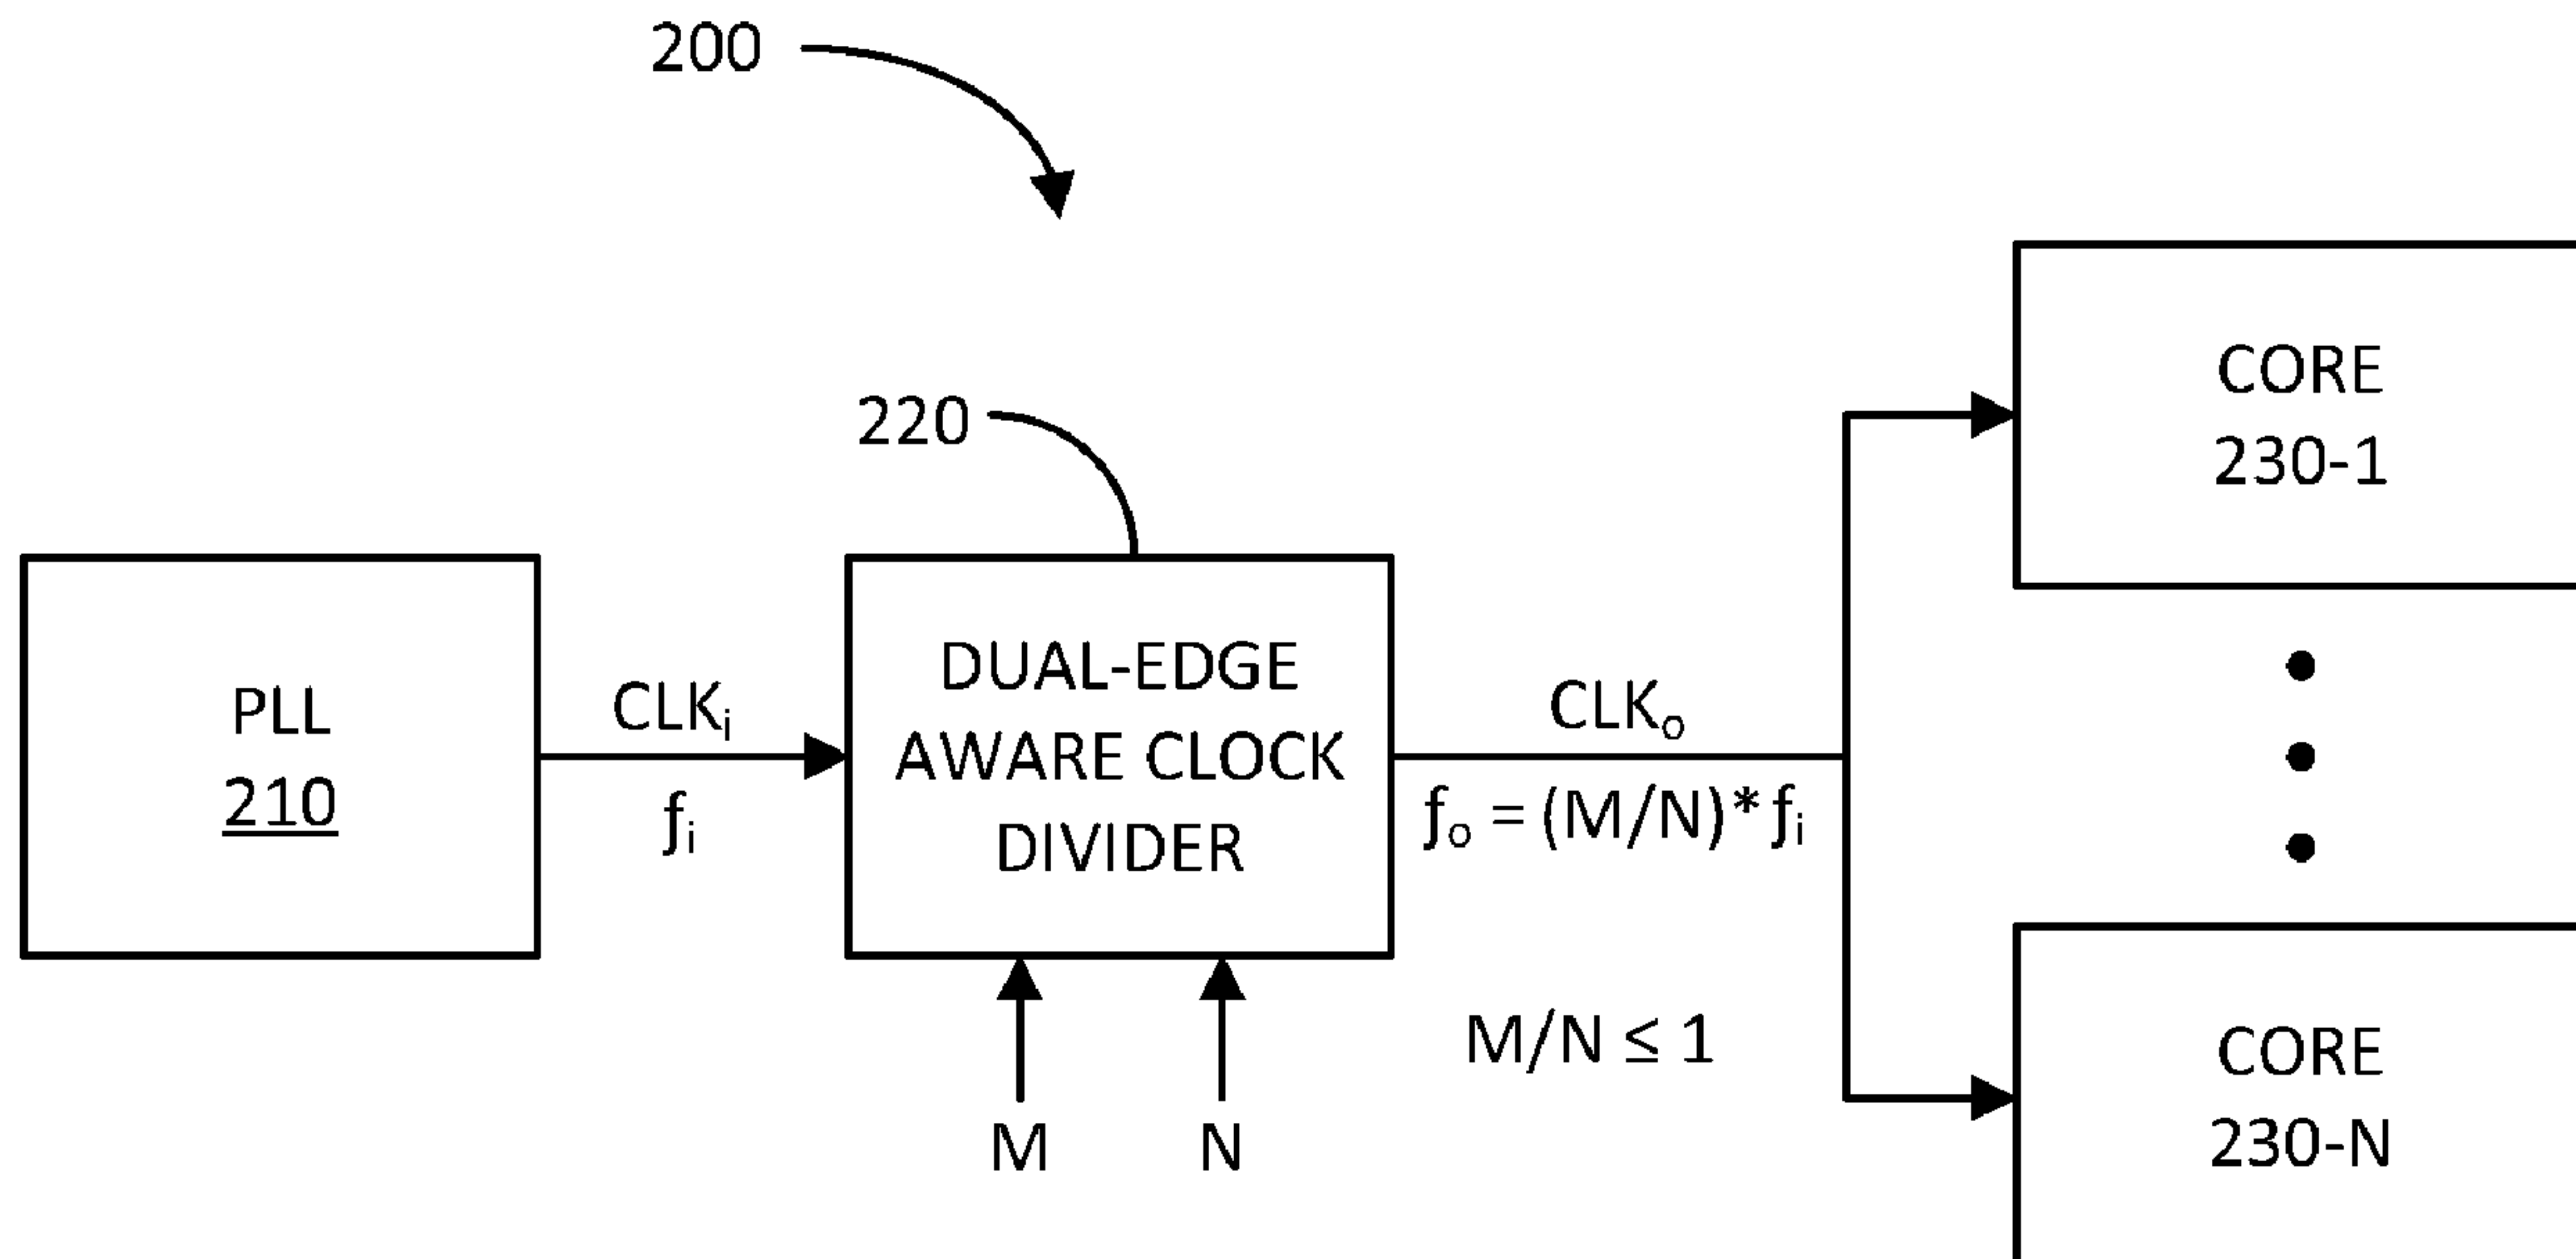 200
220
PLL
210
CLKi
fi
DUAL-EDGE
AWARE CLOCK
DIVIDER
M
N
CLKo
fo = (M/N)* fi
M/N ≤ 1
CORE
230-1
CORE
230-N